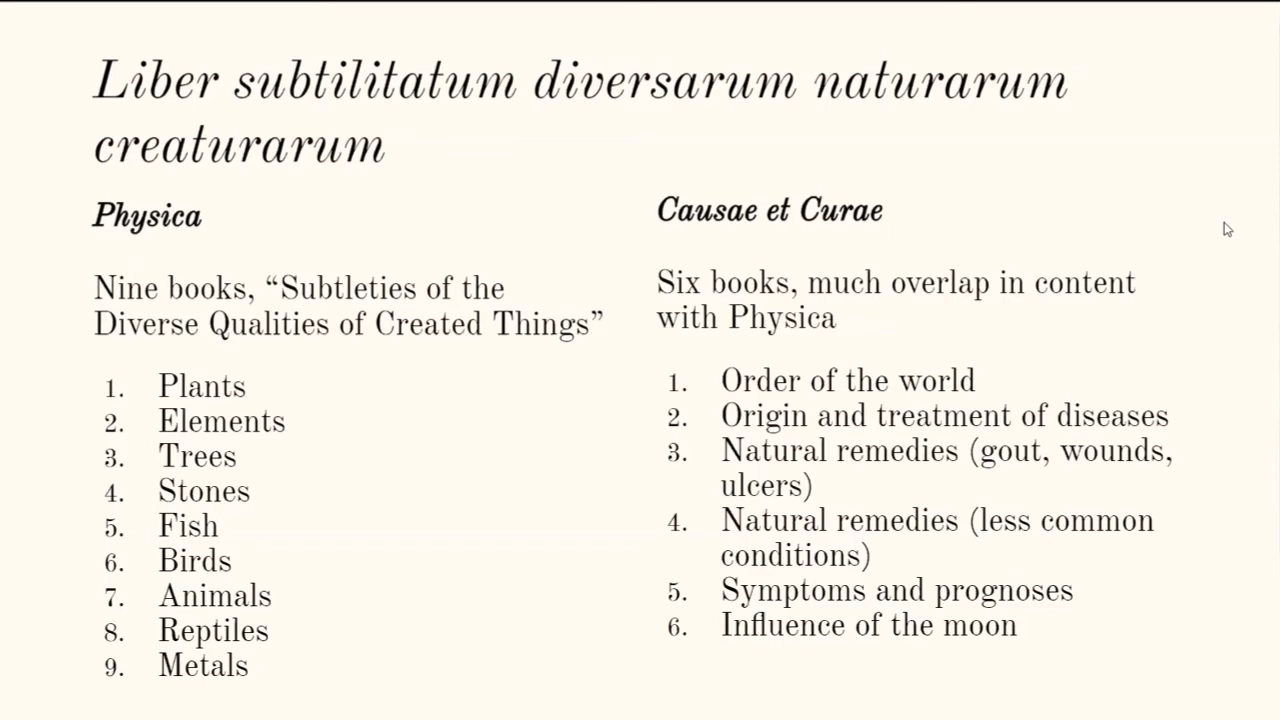 Liber subtilitatum diversarum naturarum
creaturarum
Physica
Nine books, “Subtleties of the
Diverse Qualities of Created Things”
1. Plants
2. Elements
3. Trees
4. Stones
5. Fish
6. Birds
7. Animals
8. Reptiles
9. Metals
Causae et Curae
Six books, much overlap in content
with Physica
1. Order of the world
2. Origin and treatment of diseases
3. Natural remedies (gout, wounds,
ulcers)
4. Natural remedies (less common
conditions)
5. Symptoms and prognoses
6. Influence of the moon